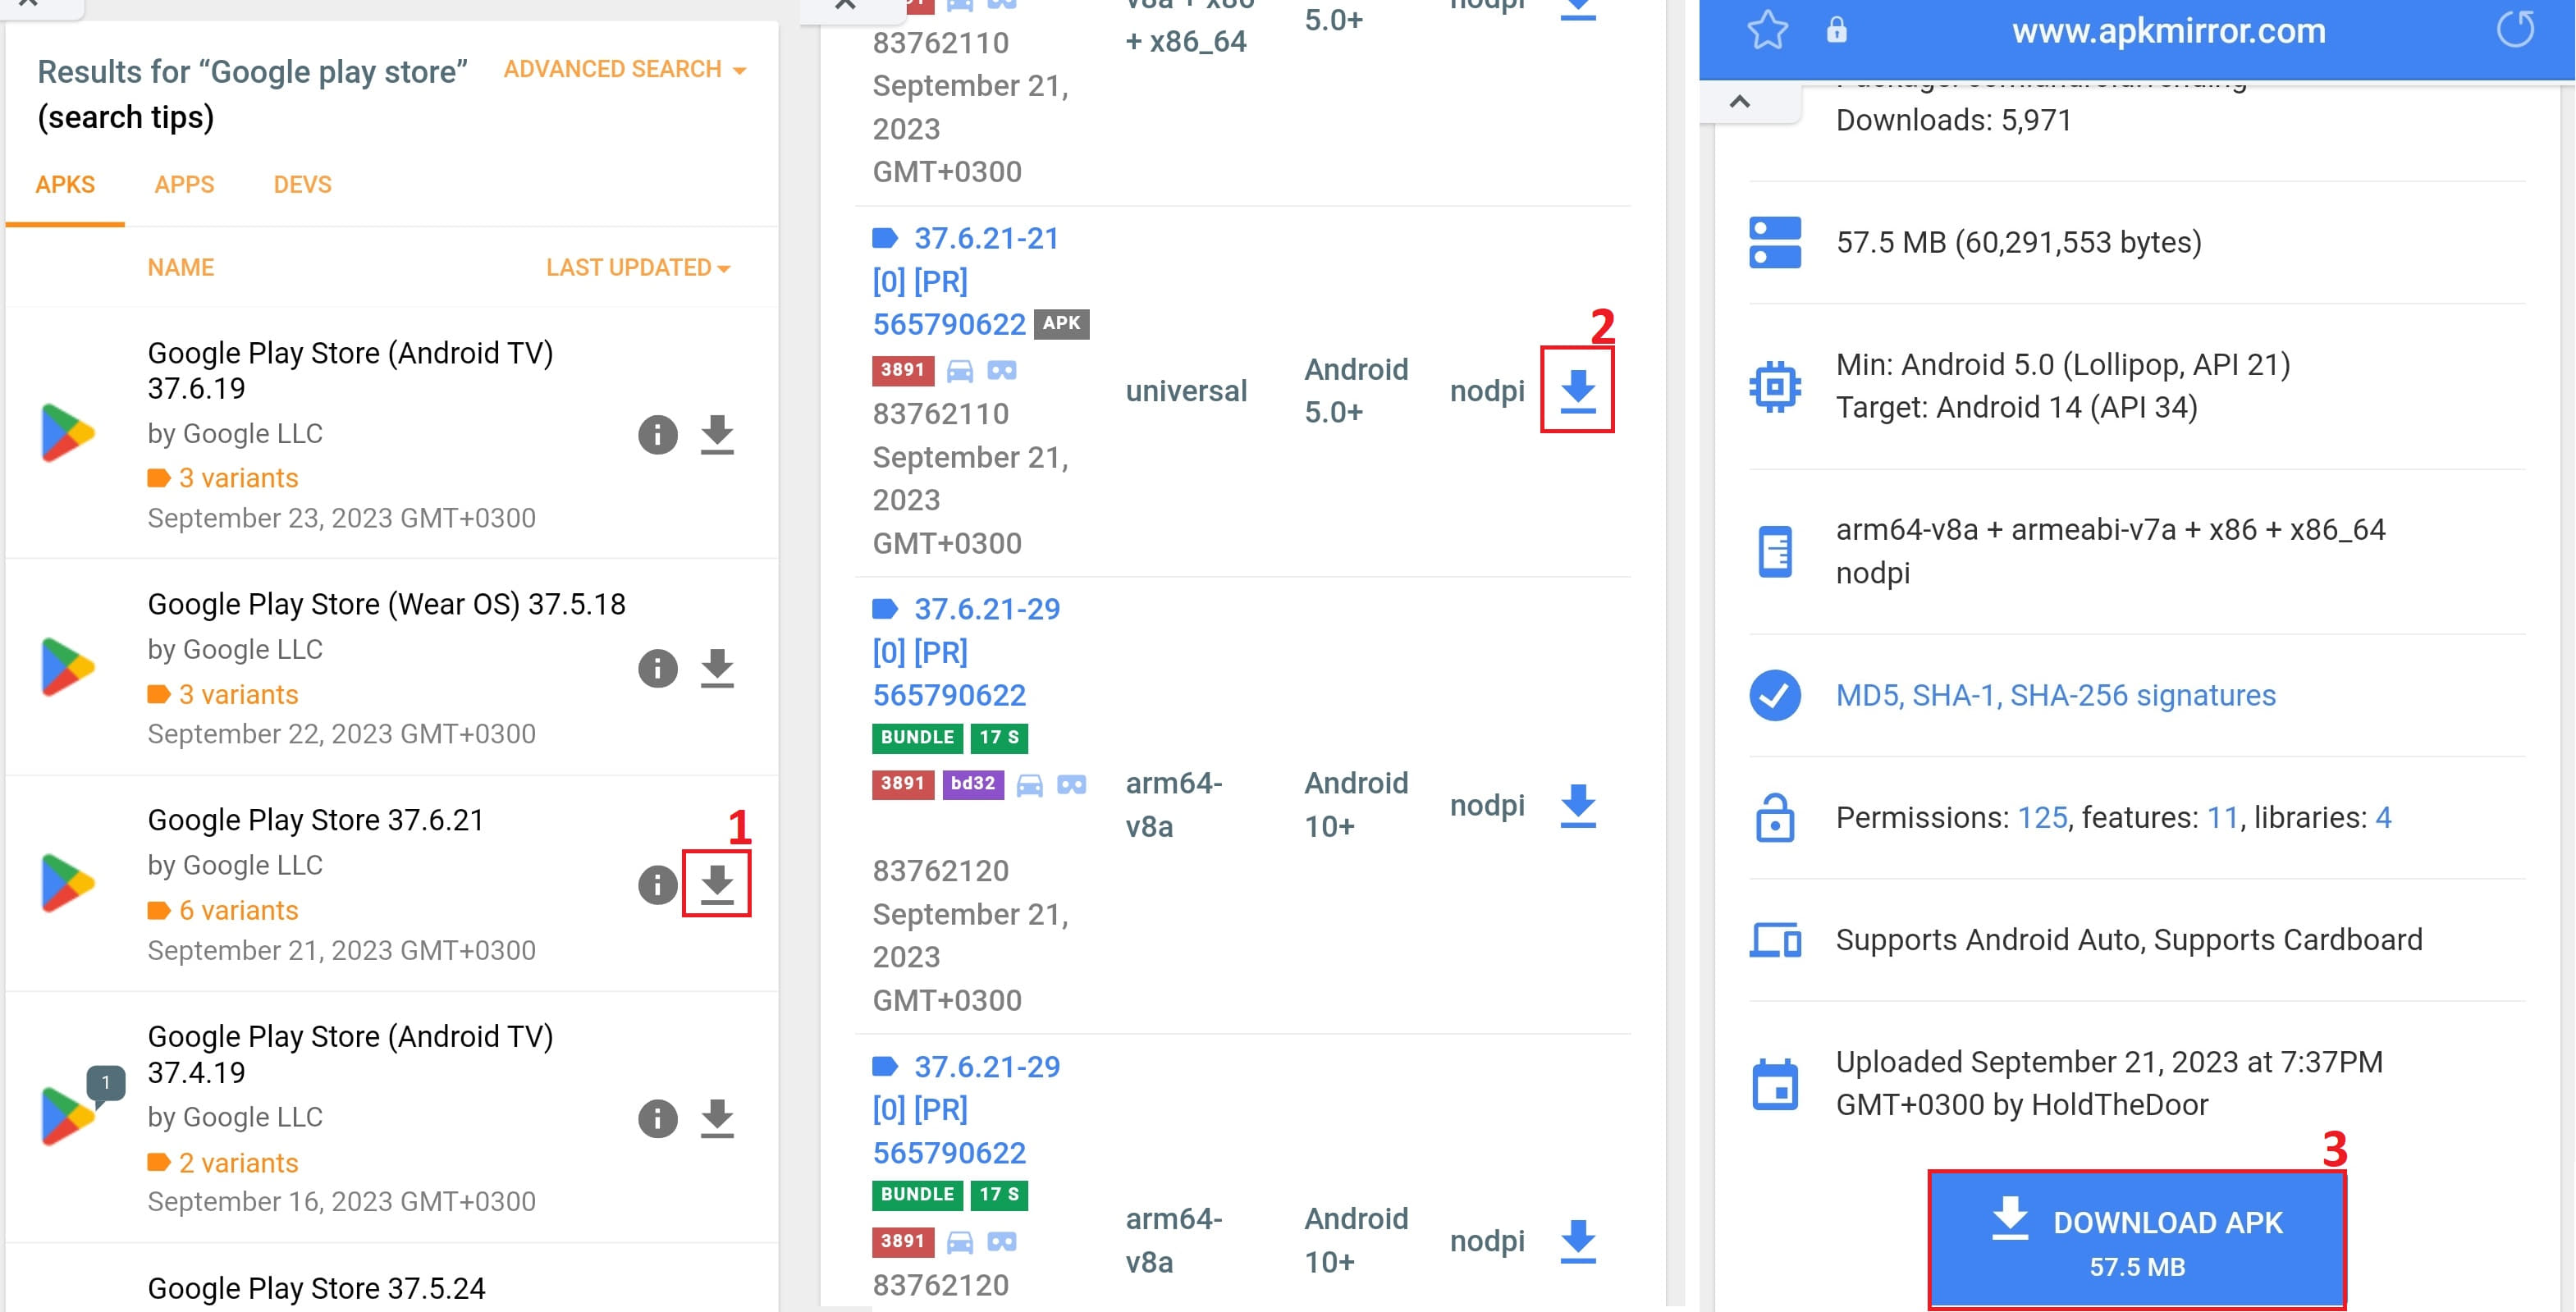 Results for “Google play store”
ADVANCED SEARCH
(search tips)
APKS
APPS
DEVS
NAME
LAST UPDATED
Google Play Store (Android TV)
37.6.19
by Google LLC
3 variants
September 23, 2023 GMT+0300
Google Play Store (Wear OS) 37.5.18
by Google LLC
3 variants
September 22, 2023 GMT+0300
Google Play Store 37.6.21
by Google LLC
6 variants
September 21, 2023 GMT+0300
1
Google Play Store (Android TV)
37.4.19
by Google LLC
2 variants
September 16, 2023 GMT+0300
1
Google Play Store 37.5.24
+ x86_64
5.0+
83762110
September 21,
2023
GMT+0300
37.6.21-21
[0] [PR]
565790622 APK
3891
83762110
September 21,
2023
GMT+0300
universal
Android
5.0+
nodpi
2
37.6.21-29
[0] [PR]
565790622
BUNDLE 17 S
3891 bd32
83762120
September 21,
2023
GMT+0300
arm64-
v8a
Android
10+
nodpi
37.6.21-29
[0] [PR]
565790622
BUNDLE 17 S
3891
83762120
arm64-
v8a
Android
10+
nodpi
www.apkmirror.com
Downloads: 5,971
57.5 MB (60,291,553 bytes)
Min: Android 5.0 (Lollipop, API 21)
Target: Android 14 (API 34)
arm64-v8a + armeabi-v7a + x86 + x86_64
nodpi
MD5, SHA-1, SHA-256 signatures
Permissions: 125, features: 11, libraries: 4
Supports Android Auto, Supports Cardboard
Uploaded September 21, 2023 at 7:37PM
GMT+0300 by HoldTheDoor
3
DOWNLOAD APK
57.5 MB